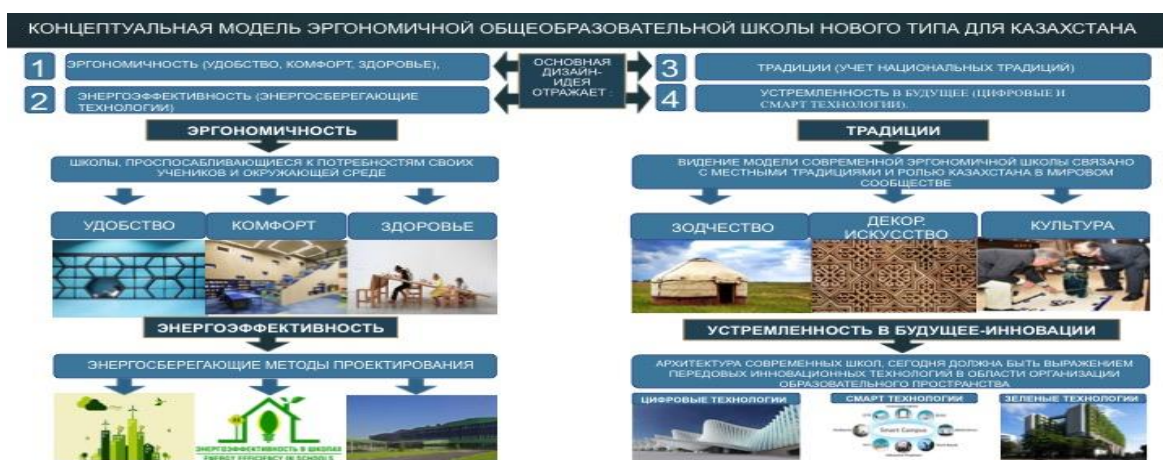 КОНЦЕПТУАЛЬНАЯ МОДЕЛЬ ЭРГОНОМИЧНОЙ ОБЩЕОБРАЗОВАТЕЛЬНОЙ ШКОЛЫ НОВОГО ТИПА ДЛЯ КАЗАХСТАНА
1
ЭРГОНОМИЧНОСТЬ (УДОБСТВО, КОМФОРТ, ЗДОРОВЬЕ),
2
ЭНЕРГОЭФФЕКТИВНОСТЬ (ЭНЕРГОСБЕРЕГАЮЩИЕ
ТЕХНОЛОГИИ)
ОСНОВНАЯ
ДИЗАЙН-
ИДЕЯ
ОТРАЖАЕТ :
3
ТРАДИЦИИ (УЧЕТ НАЦИОНАЛЬНЫХ ТРАДИЦИЙ)
4
УСТРЕМЛЕННОСТЬ В БУДУЩЕЕ (ЦИФРОВЫЕ И
СМАРТ ТЕХНОЛОГИИ).
ЭРГОНОМИЧНОСТЬ
ШКОЛЫ, ПРОСПОСАБЛИВАЮЩИЕСЯ К ПОТРЕБНОСТЯМ СВОИХ
УЧЕНИКОВ И ОКРУЖАЮЩЕЙ СРЕДЕ
УДОБСТВО
КОМФОРТ
ЗДОРОВЬЕ
ЭНЕРГОЭФФЕКТИВНОСТЬ
ЭНЕРГОСБЕРЕГАЮЩИЕ МЕТОДЫ ПРОЕКТИРОВАНИЯ
ЭНЕРГОЭФФЕКТИВНОСТЬ В ШКОЛАХ
ENERGY EFFICIENCY IN SCHOOLS
ТРАДИЦИИ
ВИДЕНИЕ МОДЕЛИ СОВРЕМЕННОЙ ЭРГОНОМИЧНОЙ ШКОЛЫ СВЯЗАНО
С МЕСТНЫМИ ТРАДИЦИЯМИ И РОЛЬЮ КАЗАХСТАНА В МИРОВОМ
СООБЩЕСТВЕ
ЗОДЧЕСТВО
ДЕКОР.
ИСКУССТВО
КУЛЬТУРА
УСТРЕМЛЕННОСТЬ В БУДУЩЕЕ-ИННОВАЦИИ
АРХИТЕКТУРА СОВРЕМЕННЫХ ШКОЛ, СЕГОДНЯ ДОЛЖНА БЫТЬ ВЫРАЖЕНИЕМ
ПЕРЕДОВЫХ ИННОВАЦИОННЫХ ТЕХНОЛОГИЙ В ОБЛАСТИ ОРГАНИЗАЦИИ
ОБРАЗОВАТЕЛЬНОГО ПРОСТРАНСТВА
ЦИФРОВЫЕ ТЕХНОЛОГИИ
СМАРТ ТЕХНОЛОГИИ
Smart Campus
ЗЕЛЕНЫЕ ТЕХНОЛОГИИ